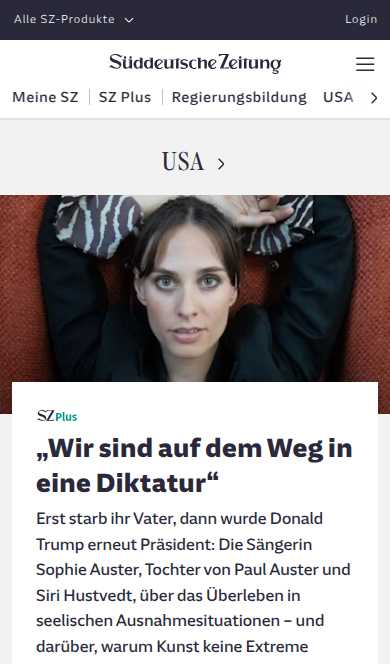 Alle SZ-Produkte
Login
Süddeutsche Zeitung
Meine SZ
SZ Plus
Regierungsbildung
USA
USA
SZ Plus
„Wir sind auf dem Weg in
eine Diktatur“
Erst starb ihr Vater, dann wurde Donald
Trump erneut Präsident: Die Sängerin
Sophie Auster, Tochter von Paul Auster und
Siri Hustvedt, über das Überleben in
seelischen Ausnahmesituationen – und
darüber, warum Kunst keine Extreme